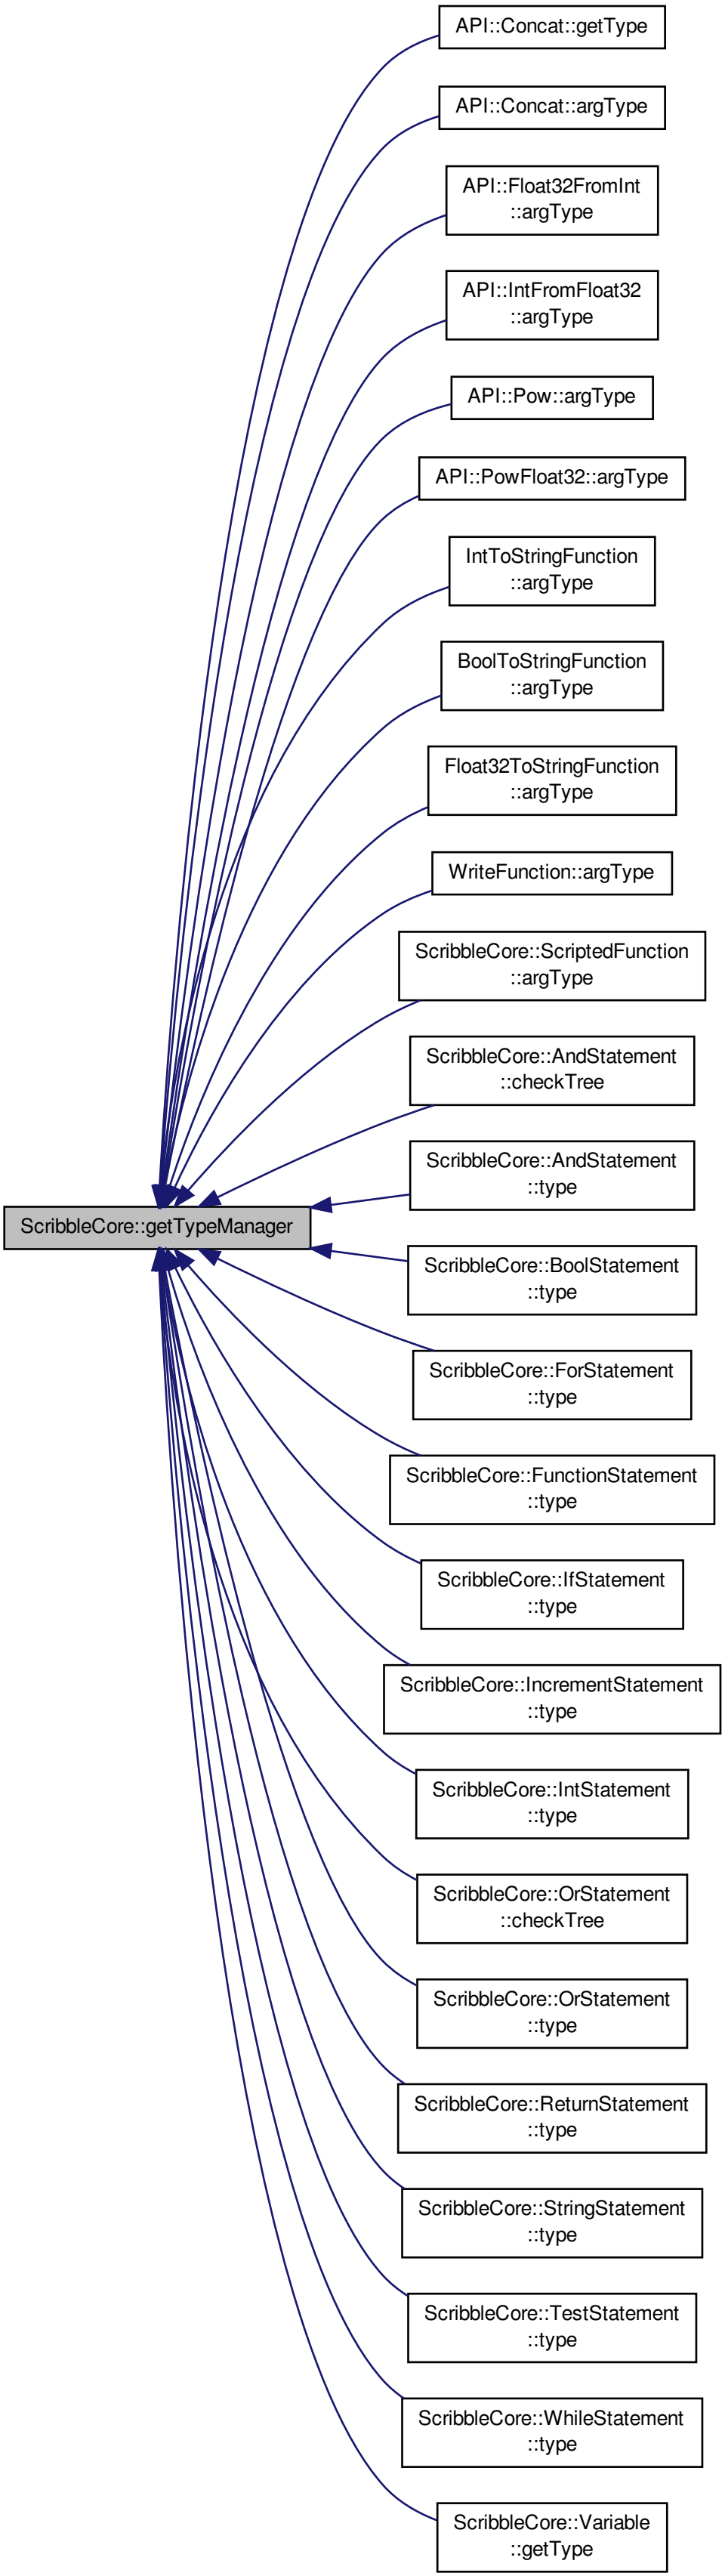 API::Concat::getType
API::Concat::argType
API::Float32FromInt
::argType
API::IntFromFloat32
::argType
API::Pow::argType
API::PowFloat32::argType
IntToStringFunction
::argType
BoolToStringFunction
::argType
Float32ToStringFunction
::argType
WriteFunction::argType
ScribbleCore::ScriptedFunction
::argType
ScribbleCore::AndStatement
::checkTree
ScribbleCore::AndStatement
::type
ScribbleCore::getTypeManager
ScribbleCore::BoolStatement
::type
ScribbleCore::ForStatement
::type
ScribbleCore::FunctionStatement
::type
ScribbleCore::IfStatement
::type
ScribbleCore::IncrementStatement
::type
ScribbleCore::IntStatement
::type
ScribbleCore::OrStatement
::checkTree
ScribbleCore::OrStatement
::type
ScribbleCore::ReturnStatement
::type
ScribbleCore::StringStatement
::type
ScribbleCore::TestStatement
::type
ScribbleCore::WhileStatement
::type
ScribbleCore::Variable
::getType